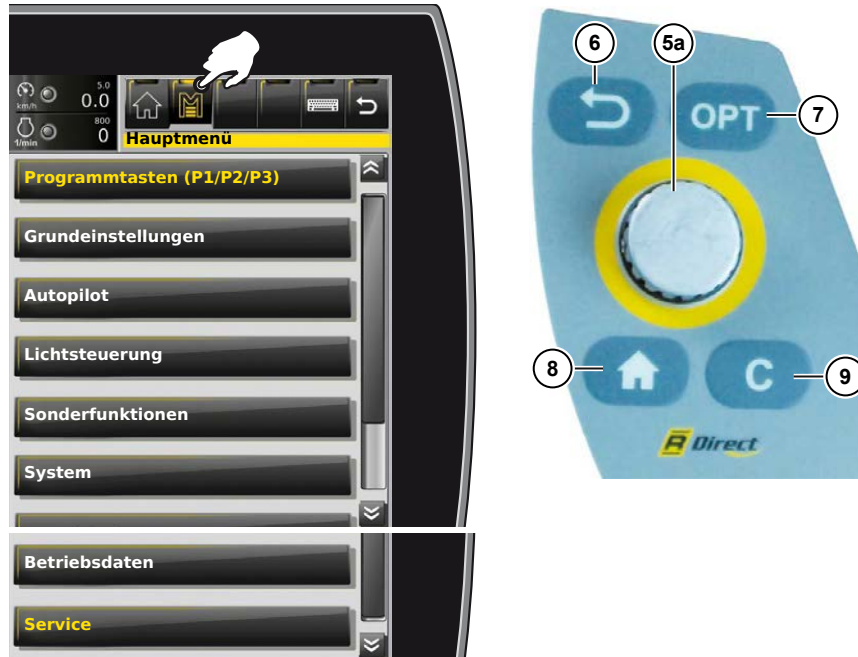 5.0
km/h
0.0
800
1/min
0
Hauptmenü
Programmtasten (P1/P2/P3)
Grundeinstellungen
Autopilot
Lichtsteuerung
Sonderfunktionen
System
Betriebsdaten
Service
6
5a
OPT
7
8
C
9
R Direct